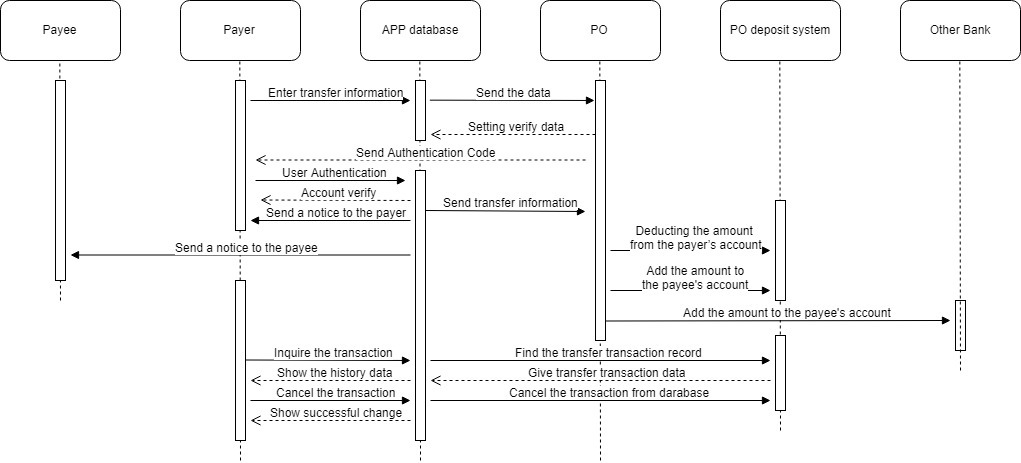 Payee
Payer
APP database
PO
PO deposit system
Other Bank
Enter transfer information
Send the data
Setting verify data
Send Authentication Code
User Authentication
Account verify
Send transfer information
Send a notice to the payer
Deducting the amount
from the payer's account
Send a notice to the payee
Add the amount to
the payee's account
Add the amount to the payee's account
Inquire the transaction
Find the transfer transaction record
Show the history data
Give transfer transaction data
Cancel the transaction
Cancel the transaction from darabase
Show successful change